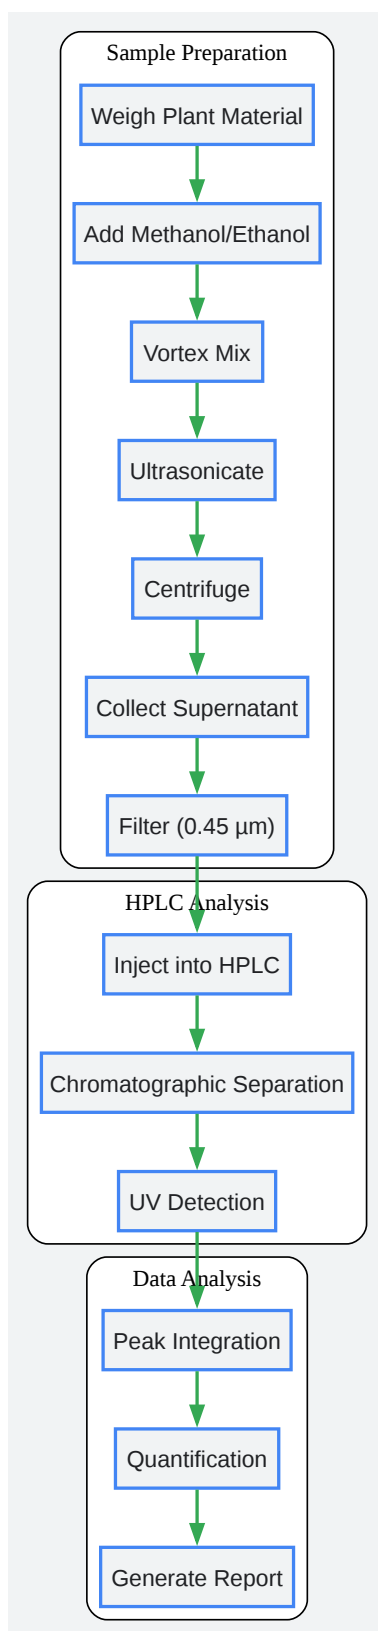 Sample Preparation
Weigh Plant Material
Add Methanol/Ethanol
Vortex Mix
Ultrasonicate
Centrifuge
Collect Supernatant
Filter (0.45 µm)
HPLC Analysis
Inject into HPLC
Chromatographic Separation
UV Detection
Data Analysis
Peak Integration
Quantification
Generate Report